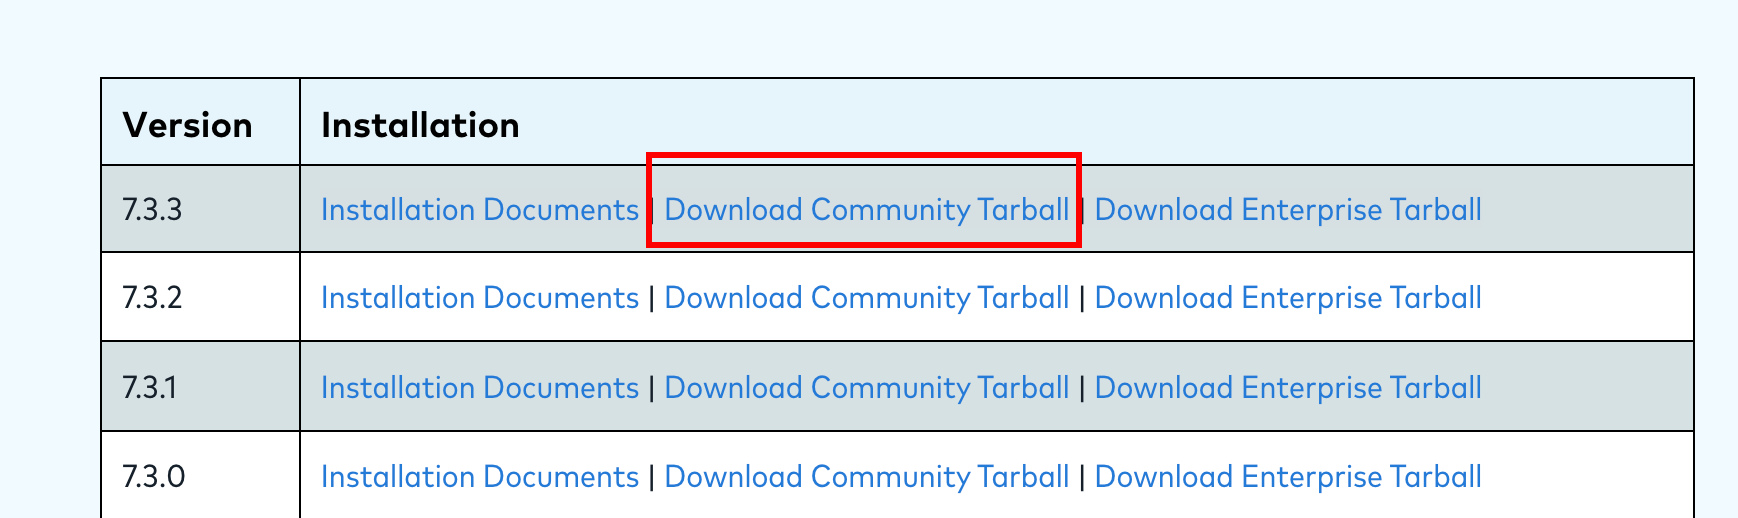 Version Installation
7.3.3 Installation Documents | Download Community Tarball | Download Enterprise Tarball
7.3.2 Installation Documents | Download Community Tarball | Download Enterprise Tarball
7.3.1 Installation Documents | Download Community Tarball | Download Enterprise Tarball
7.3.0 Installation Documents | Download Community Tarball | Download Enterprise Tarball